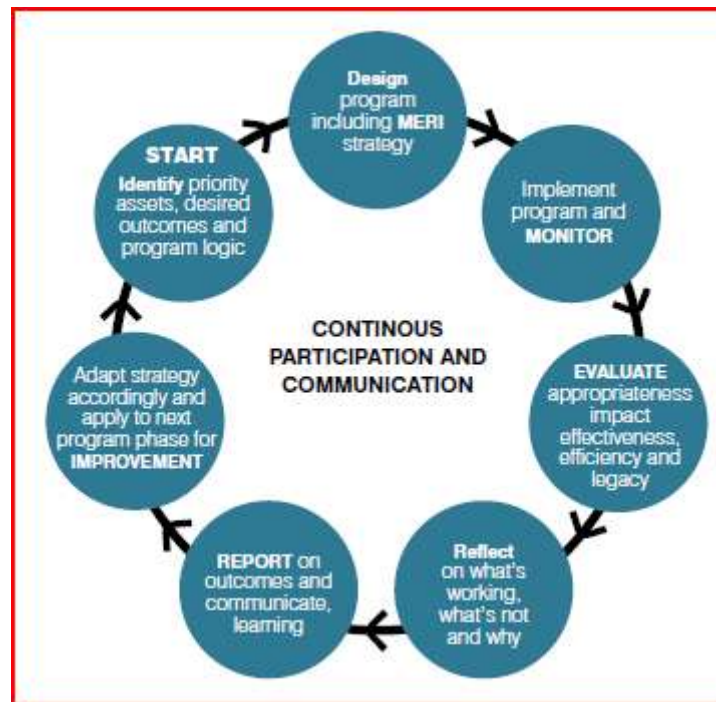 START
Identify priority
assets, desired
outcomes and
program logic
Design
program
including MERI
strategy
Implement
program and
MONITOR
EVALUATE
appropriateness
impact
effectiveness,
efficiency and
legacy
Reflect
on what's
working,
what's not
and why
REPORT on
outcomes and
communicate,
learning
Adapt strategy
accordingly and
apply to next
program phase for
IMPROVEMENT
CONTINOUS
PARTICIPATION AND
COMMUNICATION